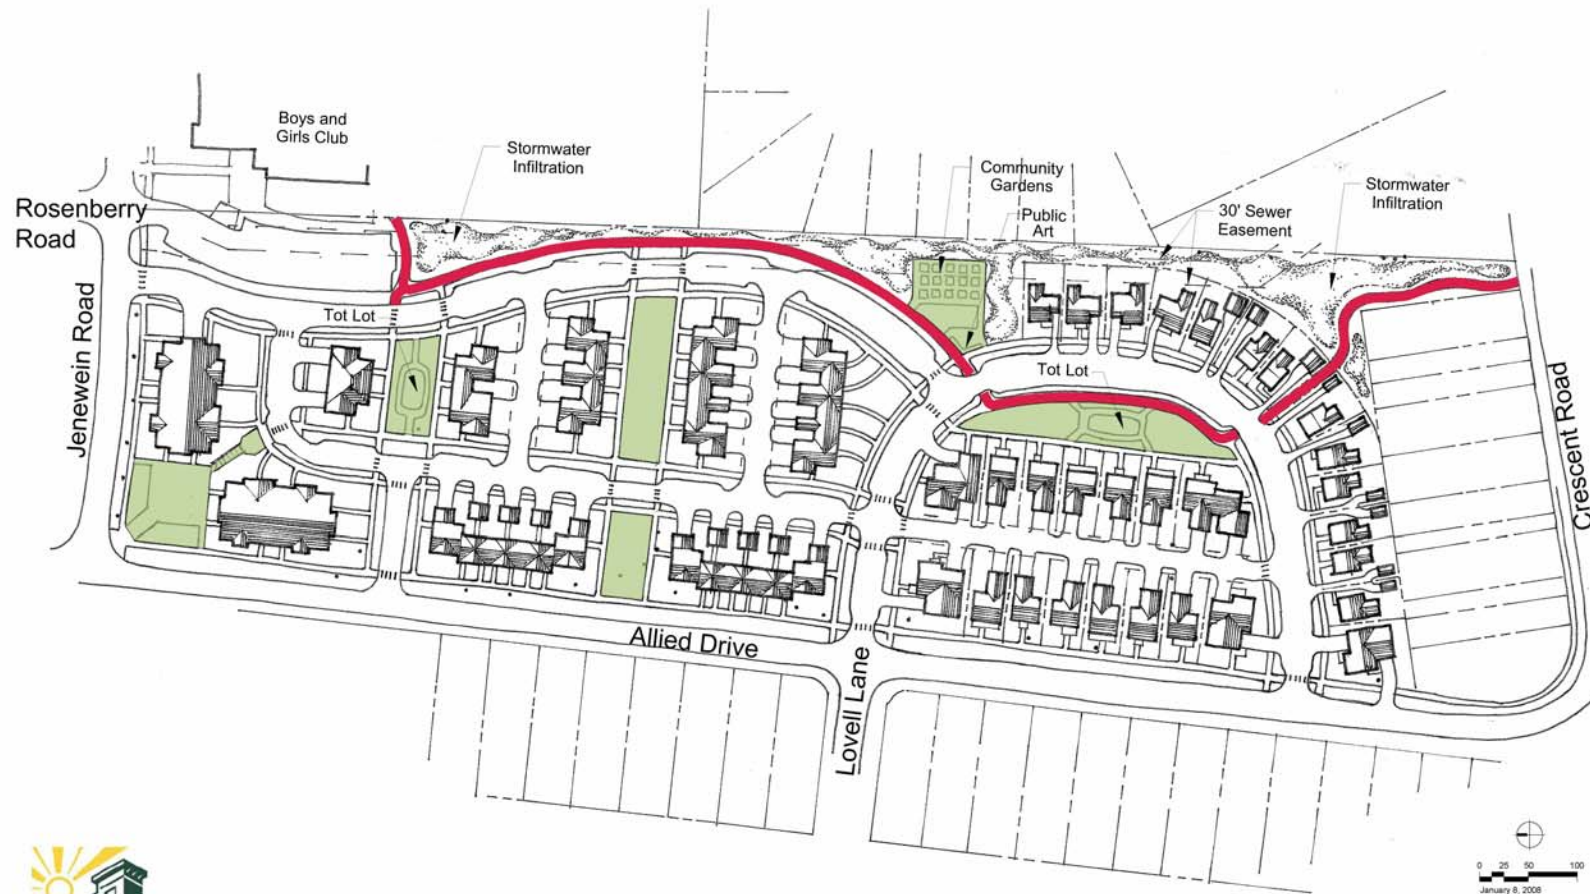 Boys and
Girls Club
Stormwater
Infiltration
Community
Gardens
Stormwater
Infiltration
Rosenberry
Road
Public
Art
30' Sewer
Easement
Tot Lot
Tot Lot
Jenewein Road
Crescent Road
Allied Drive
Lovell Lane
0 25 50 100
January 8, 2008